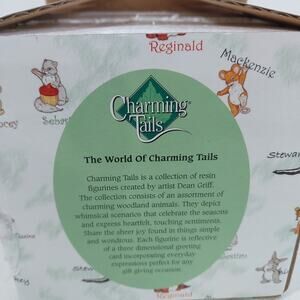 Reginald
Mackenzie
Charming
Tails
The World Of Charming Tails
Charming Tails is a collection of resin
figurines created by artist Dean Griff.
The collection consists of an assortment of
charming woodland animals. They depict
whimsical scenarios that celebrate the seasons
and express heartfelt, touching sentiments.
Share the sheer joy found in things simple
and wondrous. Each figurine is reflective
of a three dimensional greeting
card incorporating everyday
expressions perfect for any
gift giving occasion.